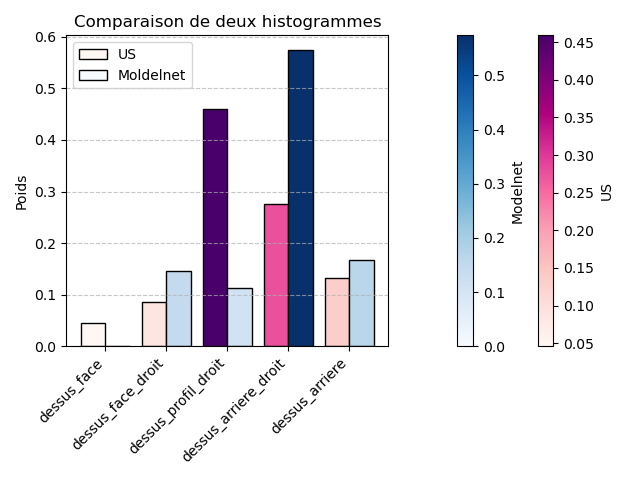 Comparaison de deux histogrammes
US
Moldelnet
Poids
0.6
0.5
0.4
0.3
0.2
0.1
0.0
dessus_face
dessus_face_droit
dessus_profil_droit
dessus_arriere_droit
dessus_arriere
0.5
0.4
0.3
0.2
0.1
0.0
Modelnet
0.45
0.40
0.35
0.30
0.25
0.20
0.15
0.10
0.05
US